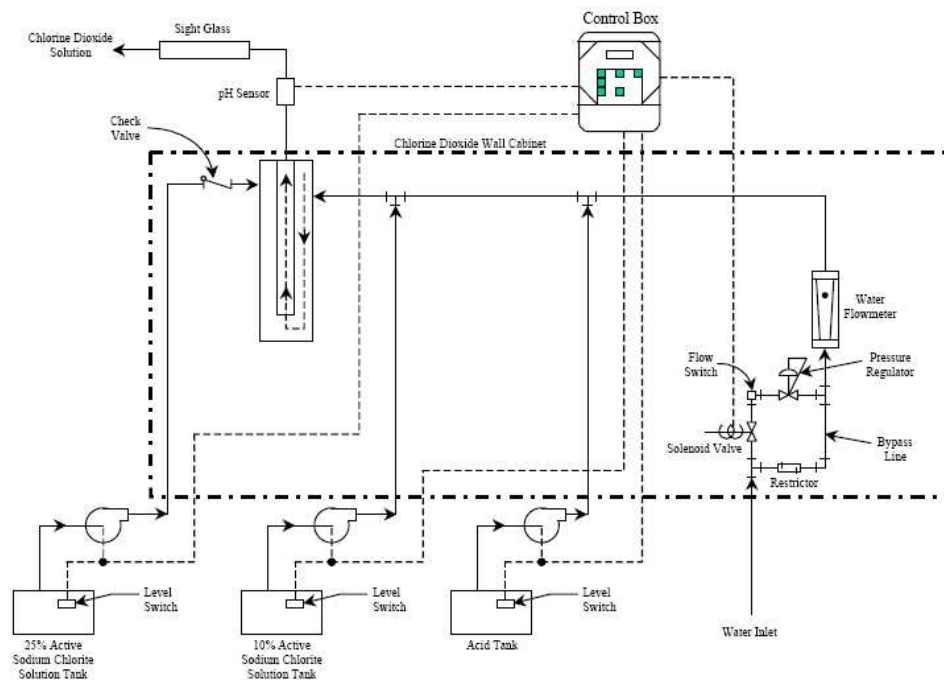 Control Box
Sight Glass
Chlorine Dioxide
Solution
pH Sensor
Check
Valve
Chlorine Dioxide Wall Cabinet
Water
Flowmeter
Flow
Switch
Pressure
Regulator
Solenoid Valve
Bypass
Line
Restrictor
Level
Switch
Level
Switch
Level
Switch
Water Inlet
25% Active
Sodium Chlorite
Solution Tank
10% Active
Sodium Chlorite
Solution Tank
Acid Tank